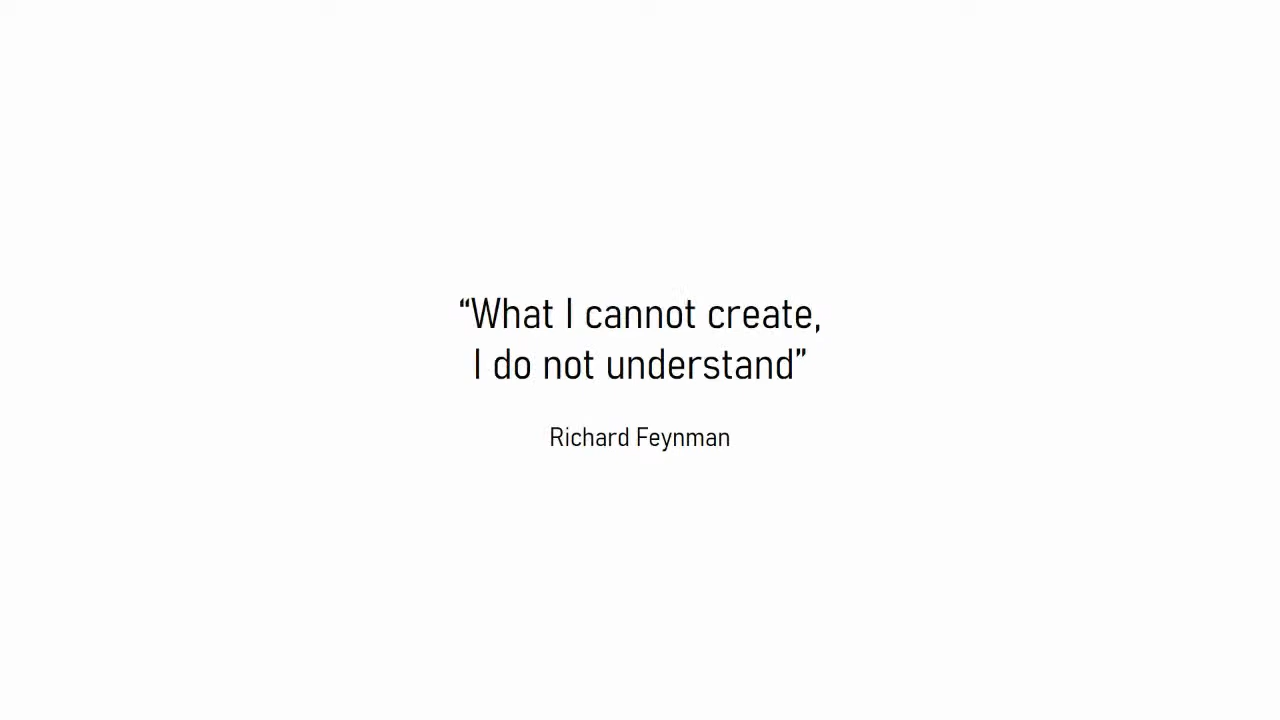 “What I cannot create,
I do not understand”
Richard Feynman